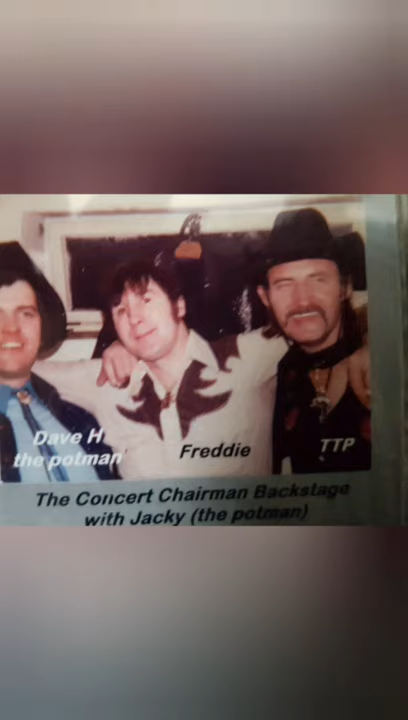 Dave H
the potman
Freddie
TTP
The Concert Chairman Backstage
with Jacky (the potman)